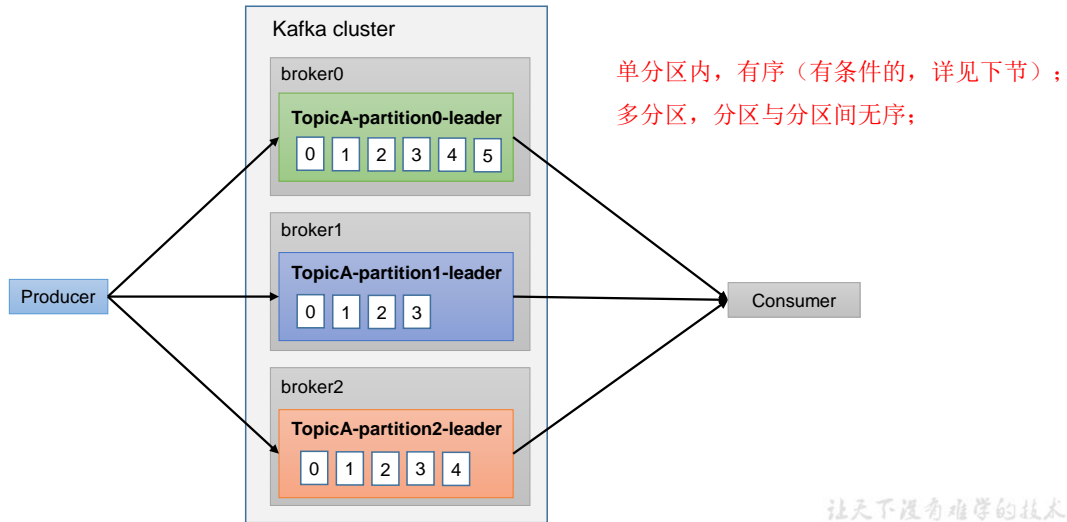 Kafka cluster
broker0
TopicA-partition0-leader
0 1 2 3 4 5
broker1
TopicA-partition1-leader
0 1 2 3
broker2
TopicA-partition2-leader
0 1 2 3 4
Producer
Consumer
单分区内，有序（有条件的，详见下节）；
多分区，分区与分区间无序；
让天下没有难学的技术